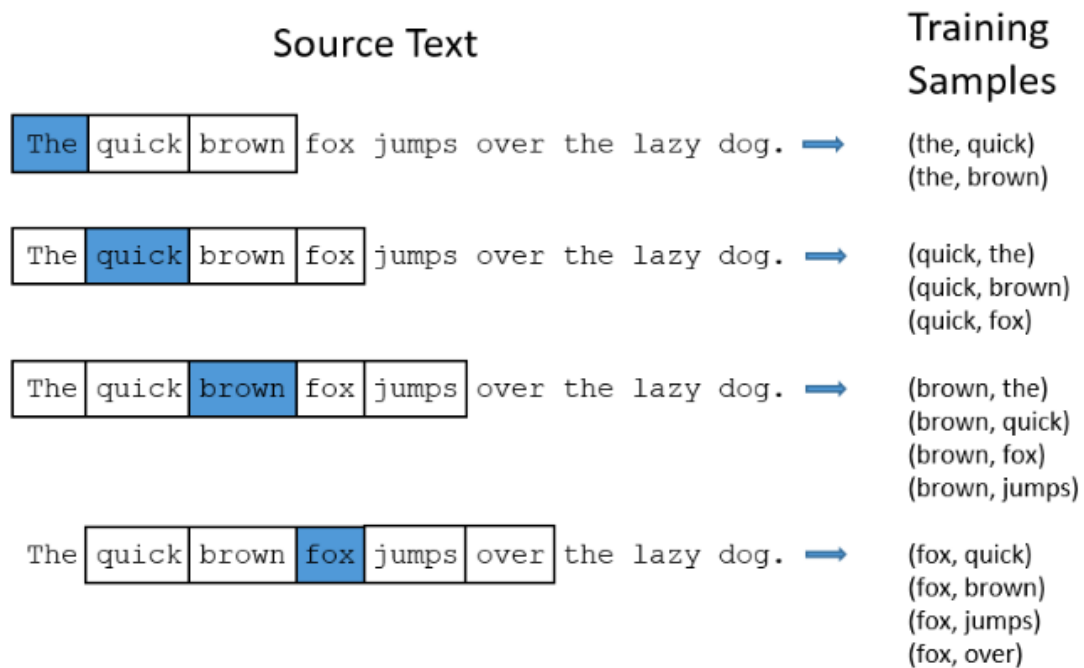 Source Text
Training
Samples
The quick brown fox jumps over the lazy dog.
(the, quick)
(the, brown)
The quick brown fox jumps over the lazy dog.
(quick, the)
(quick, brown)
(quick, fox)
The quick brown fox jumps over the lazy dog.
(brown, the)
(brown, quick)
(brown, fox)
(brown, jumps)
The quick brown fox jumps over the lazy dog.
(fox, quick)
(fox, brown)
(fox, jumps)
(fox, over)